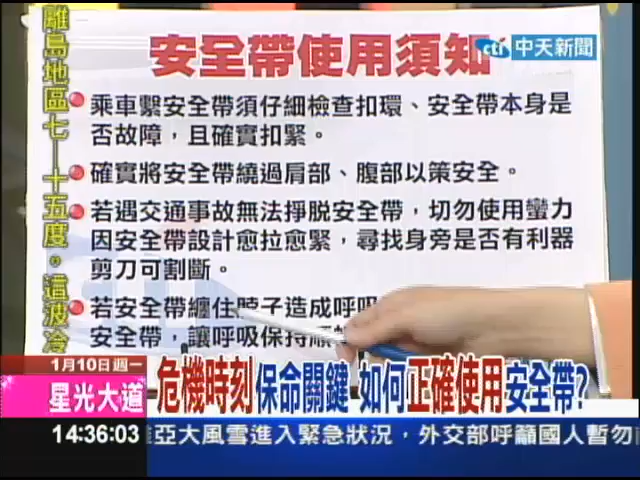 安全帶使用須知
cti 中天新聞
離島地區七—十五度。這波冷
乘車繫安全帶須仔細檢查扣環、安全帶本身是
否故障，且確實扣緊。
確實將安全帶繞過肩部、腹部以策安全。
若遇交通事故無法掙脫安全帶，切勿使用蠻力
因安全帶設計愈拉愈緊，尋找身旁是否有利器
剪刀可割斷。
若安全帶纏住脖子造成呼吸
安全帶，讓呼吸保持順暢
1月10日週一
星光大道
危機時刻保命關鍵 如何正確使用安全帶?
14:36:03
亞大風雪進入緊急狀況，外交部呼籲國人暫勿